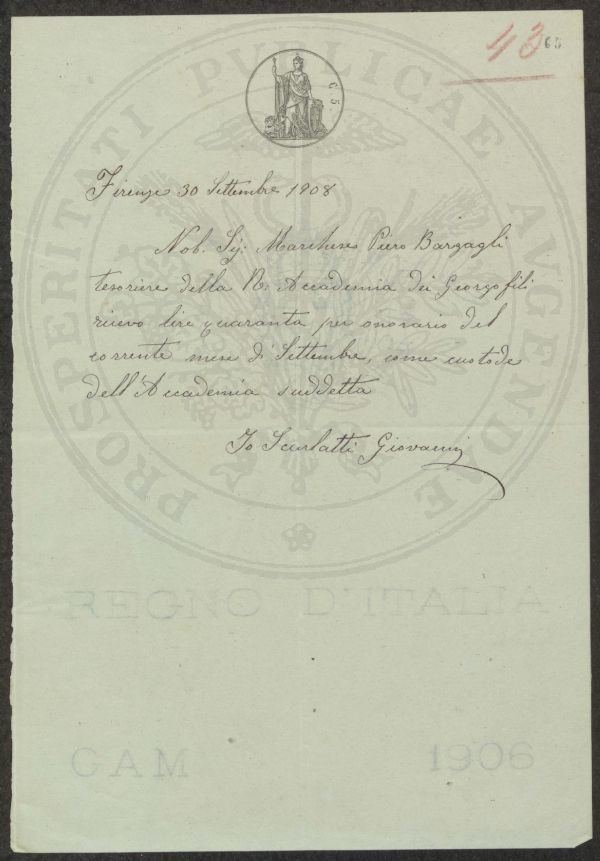 43
65
C. 5.
PROSPERITATI PUBLICAE AUGENDAE
Firenze 30 Settembre 1908
Nob. Sig: Marchese Piero Bargagli
tesoriere della R. Accademia dei Georgofili
ricevo lire quaranta per onorario del
corrente mese di Settembre, come custode
dell'Accademia suddetta
Io Scarlatti Giovanni
REGNO D'ITALIA
GAM 1906